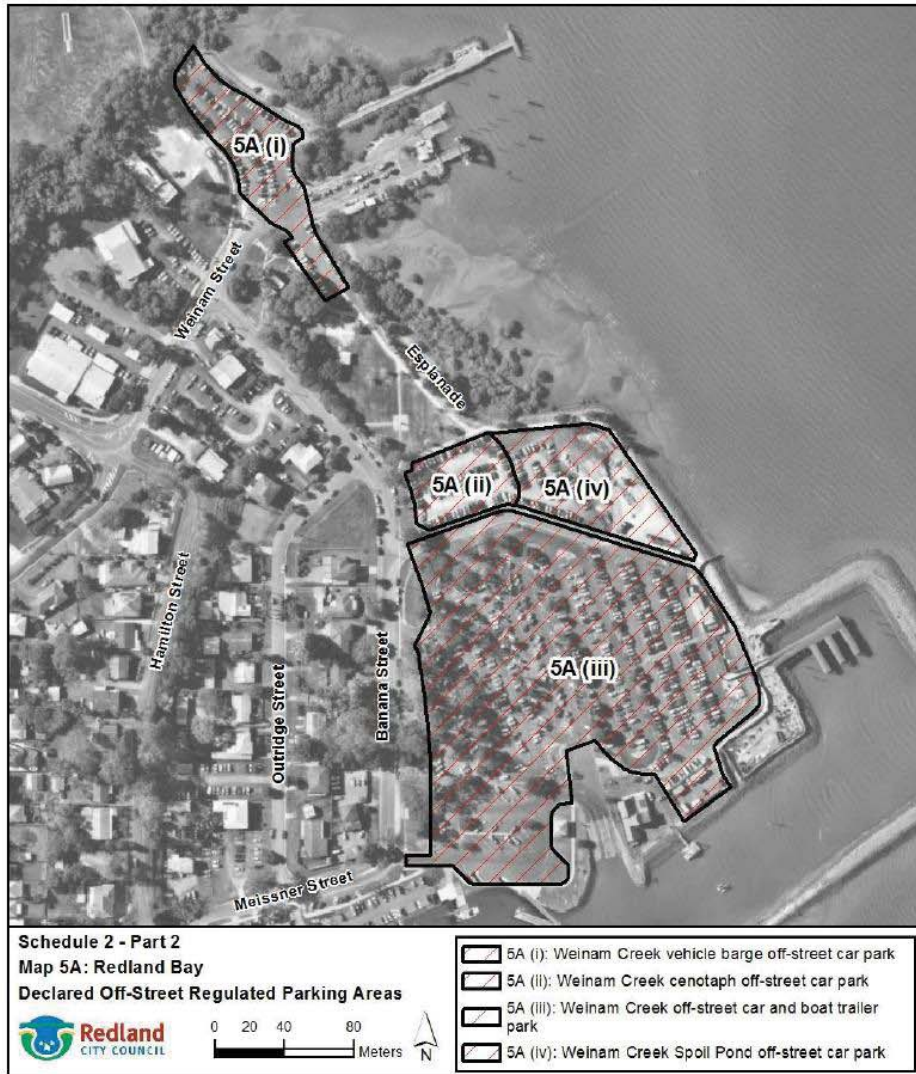 5A (i)
Weinam Street
Esplanade
5A (ii)
5A (iv)
Hamilton Street
Outridge Street
Banana Street
5A (iii)
Meissner Street
Schedule 2 - Part 2
Map 5A: Redland Bay
Declared Off-Street Regulated Parking Areas
Redland
CITY COUNCIL
0 20 40 80
Meters
N
5A (i): Weinam Creek vehicle barge off-street car park
5A (ii): Weinam Creek cenotaph off-street car park
5A (iii): Weinam Creek off-street car and boat trailer
park
5A (iv): Weinam Creek Spoil Pond off-street car park